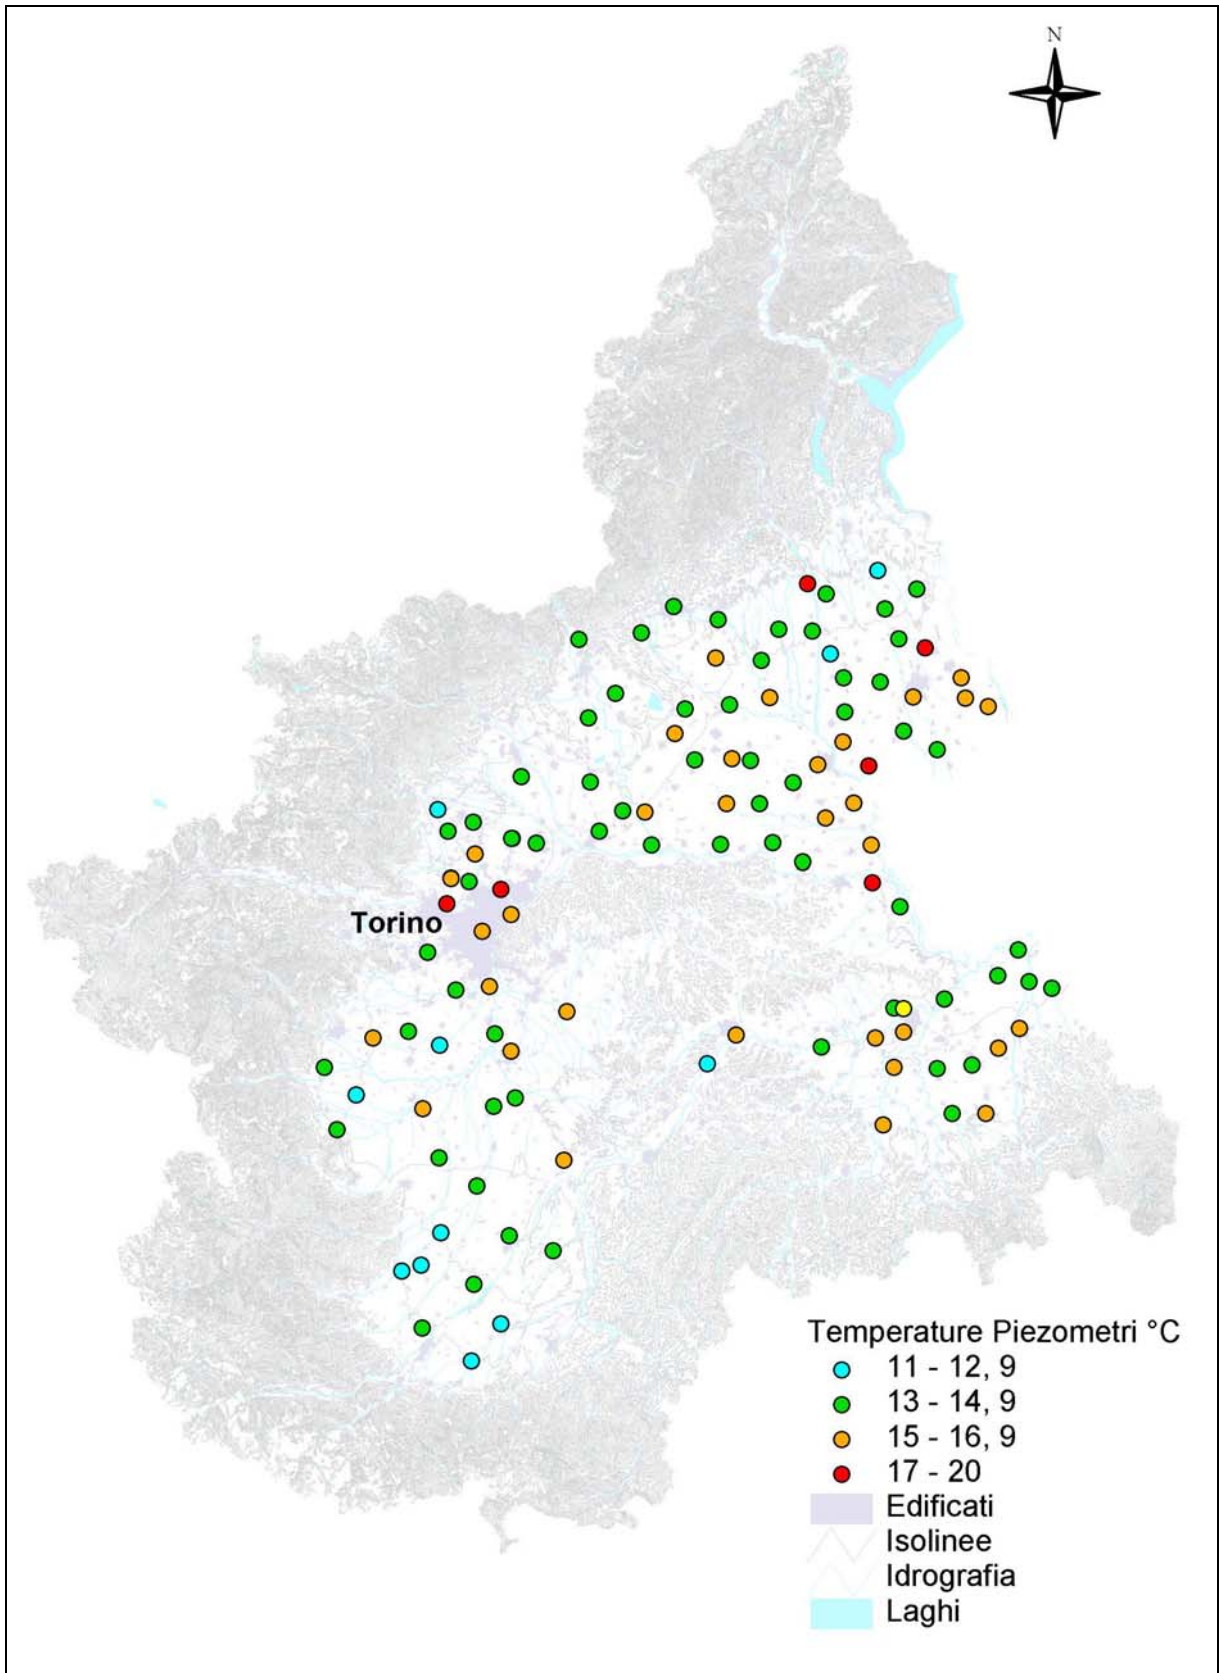 N
Torino
Temperature Piezometri °C
11 - 12, 9
13 - 14, 9
15 - 16, 9
17 - 20
Edificati
Isolinee
Idrografia
Laghi